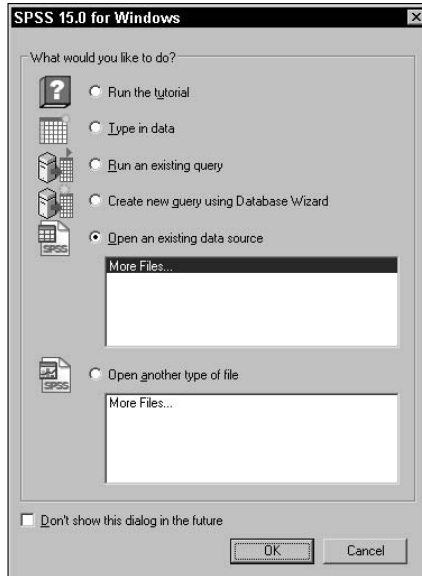 SPSS 15.0 for Windows
What would you like to do?
Run the tutorial
Type in data
Run an existing query
Create new query using Database Wizard
Open an existing data source
SPSS
More Files...
Open another type of file
SPSS
More Files...
Don't show this dialog in the future
OK
Cancel